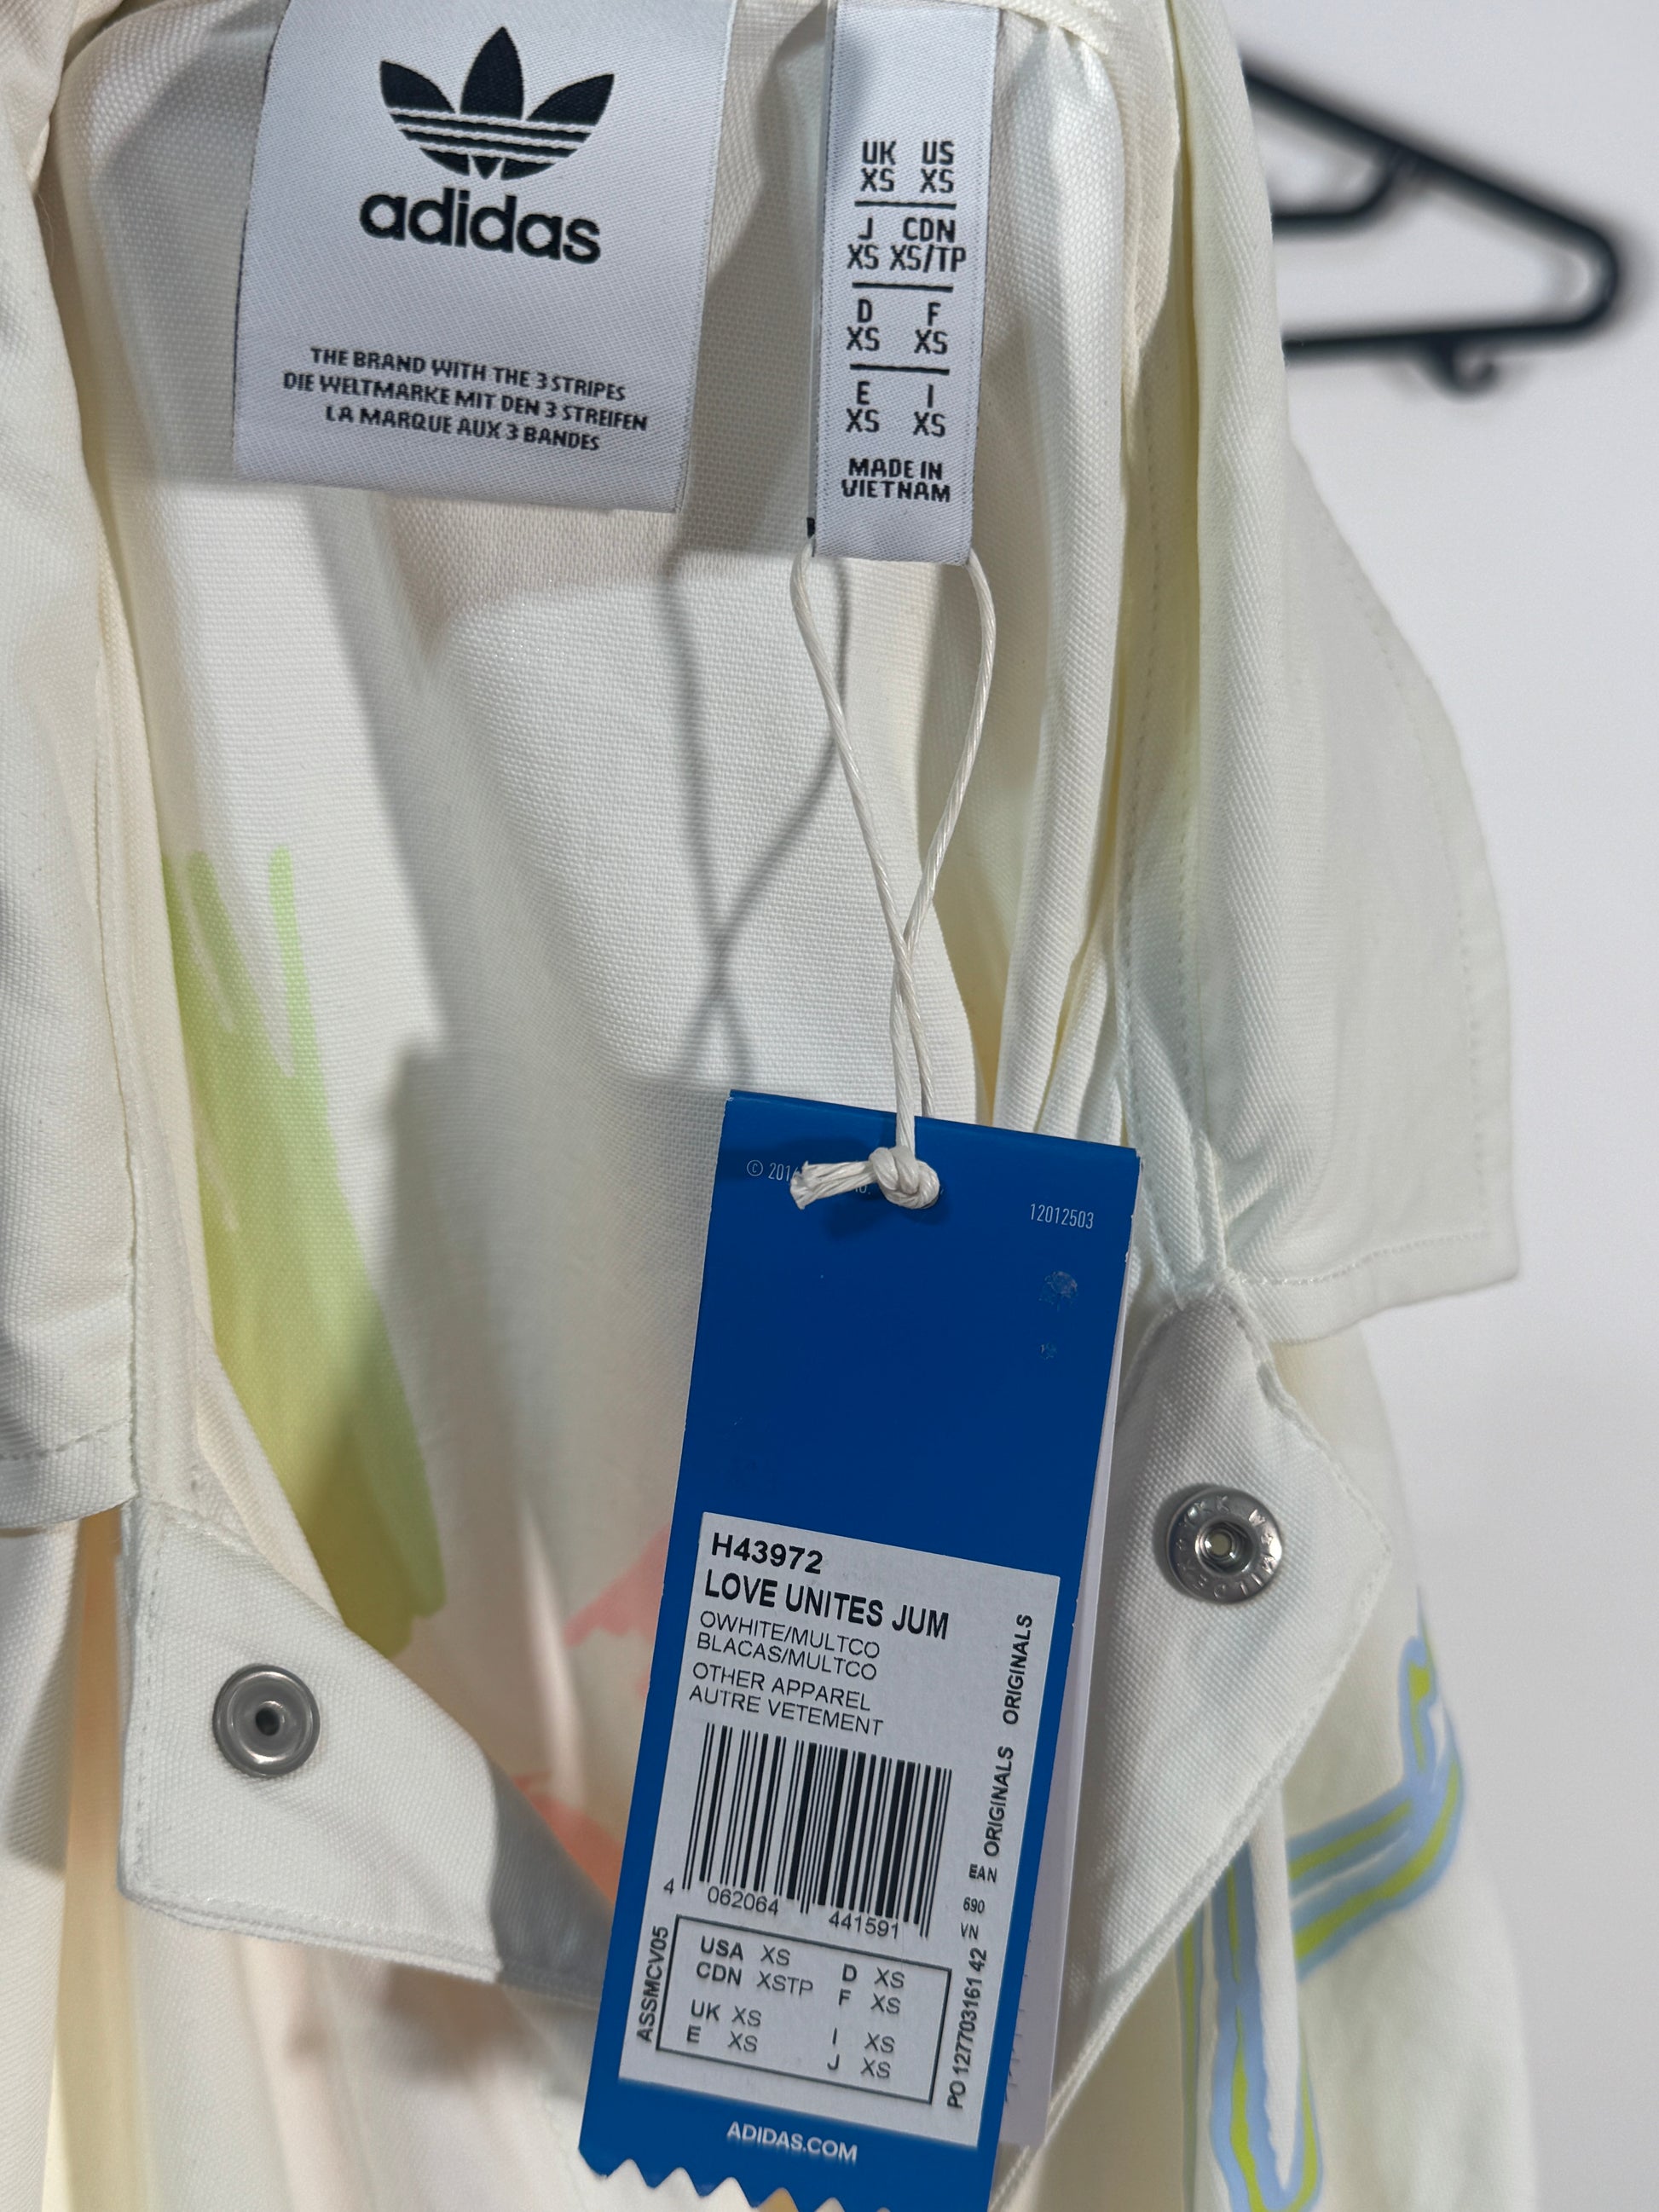 adidas
THE BRAND WITH THE 3 STRIPES
DIE WELTMARKE MIT DEN 3 STREIFEN
LA MARQUE AUX 3 BANDES
UK US
XS XS
J CDN
XS XS/TP
D F
XS XS
E I
XS XS
MADE IN
VIETNAM
©
12012503
H43972
LOVE UNITES JUM
OWHITE/MULTCO
BLACAS/MULTCO
OTHER APPAREL
AUTRE VETEMENT
ORIGINALS ORIGINALS
4 062064 441591
EAN
690
VN
ASSMCV05
USA XS D XS
CDN XSTP F XS
UK XS I XS
E XS J XS
PO 127703161 42
ADIDAS.COM